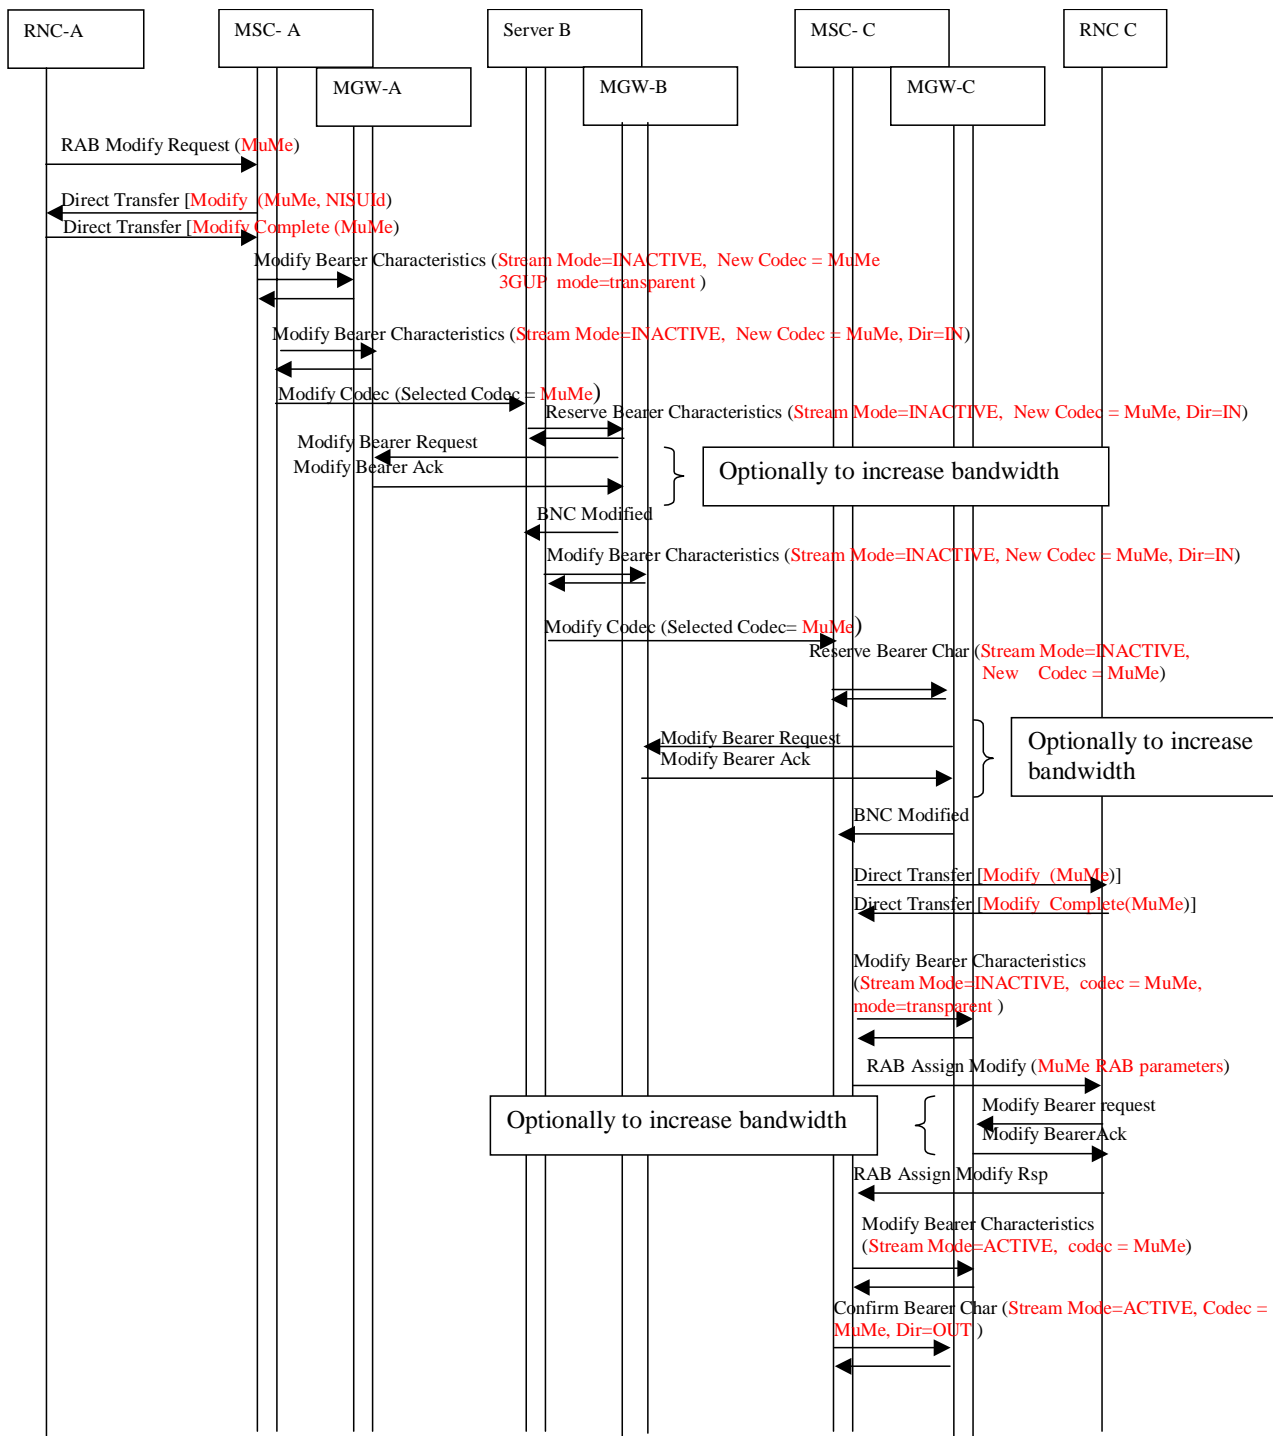 RNC-A
MSC- A
Server B
MSC- C
RNC C
MGW-A
MGW-B
MGW-C
RAB Modify Request (MuMe)
Direct Transfer [Modify (MuMe, NISUId)
Direct Transfer [Modify Complete (MuMe)
Modify Bearer Characteristics (Stream Mode=INACTIVE, New Codec = MuMe
3GUP mode=transparent )
Modify Bearer Characteristics (Stream Mode=INACTIVE, New Codec = MuMe, Dir=IN)
Modify Codec (Selected Codec = MuMe)
Reserve Bearer Characteristics (Stream Mode=INACTIVE, New Codec = MuMe, Dir=IN)
Modify Bearer Request
Modify Bearer Ack
Optionally to increase bandwidth
BNC Modified
Modify Bearer Characteristics (Stream Mode=INACTIVE, New Codec = MuMe, Dir=IN)
Modify Codec (Selected Codec= MuMe)
Reserve Bearer Char (Stream Mode=INACTIVE,
New Codec = MuMe)
Modify Bearer Request
Modify Bearer Ack
Optionally to increase
bandwidth
BNC Modified
Direct Transfer [Modify (MuMe)]
Direct Transfer [Modify Complete(MuMe)]
Modify Bearer Characteristics
(Stream Mode=INACTIVE, codec = MuMe,
mode=transparent )
RAB Assign Modify (MuMe RAB parameters)
Optionally to increase bandwidth
Modify Bearer request
Modify BearerAck
RAB Assign Modify Rsp
Modify Bearer Characteristics
(Stream Mode=ACTIVE, codec = MuMe)
Confirm Bearer Char (Stream Mode=ACTIVE, Codec =
MuMe, Dir=OUT )